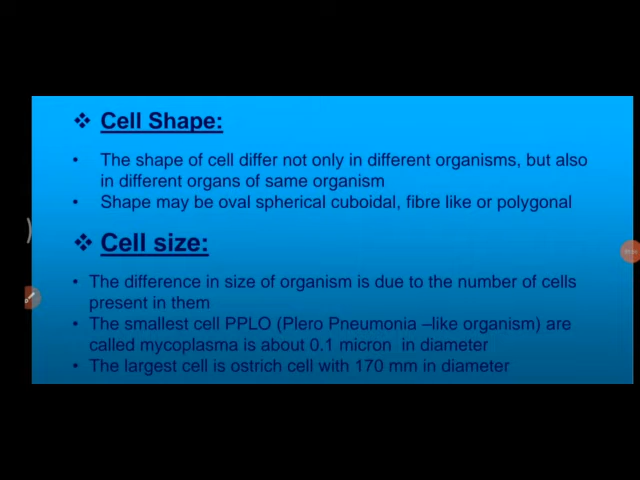 ❖ Cell Shape:
• The shape of cell differ not only in different organisms, but also
in different organs of same organism
• Shape may be oval spherical cuboidal, fibre like or polygonal
❖ Cell size:
• The difference in size of organism is due to the number of cells
present in them
• The smallest cell PPLO (Plero Pneumonia –like organism) are
called mycoplasma is about 0.1 micron in diameter
• The largest cell is ostrich cell with 170 mm in diameter